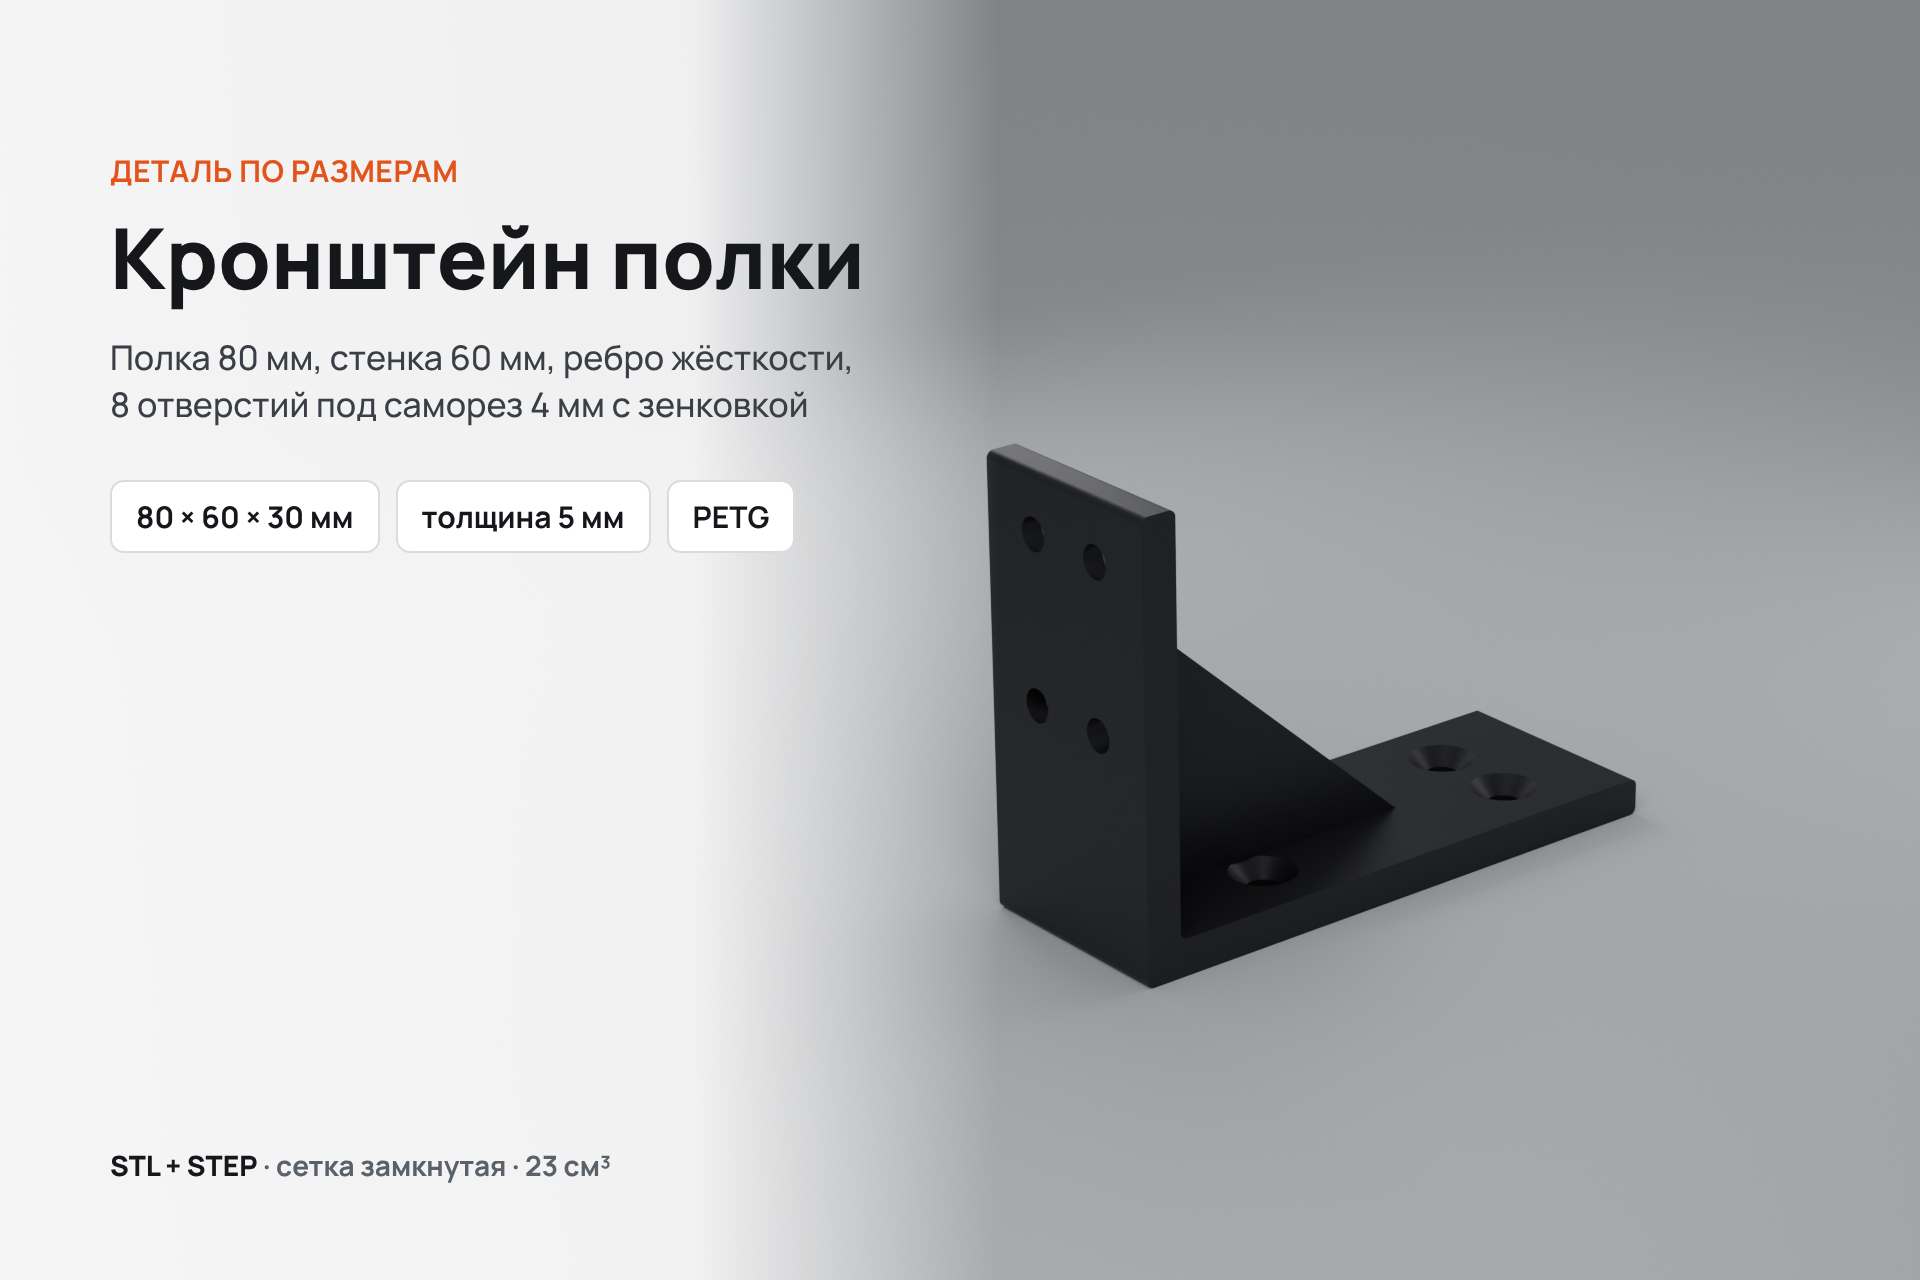 ДЕТАЛЬ ПО РАЗМЕРАМ
Кронштейн полки
Полка 80 мм, стенка 60 мм, ребро жёсткости,
8 отверстий под саморез 4 мм с зенковкой
80 × 60 × 30 мм
толщина 5 мм
PETG
STL + STEP · сетка замкнутая · 23 см³